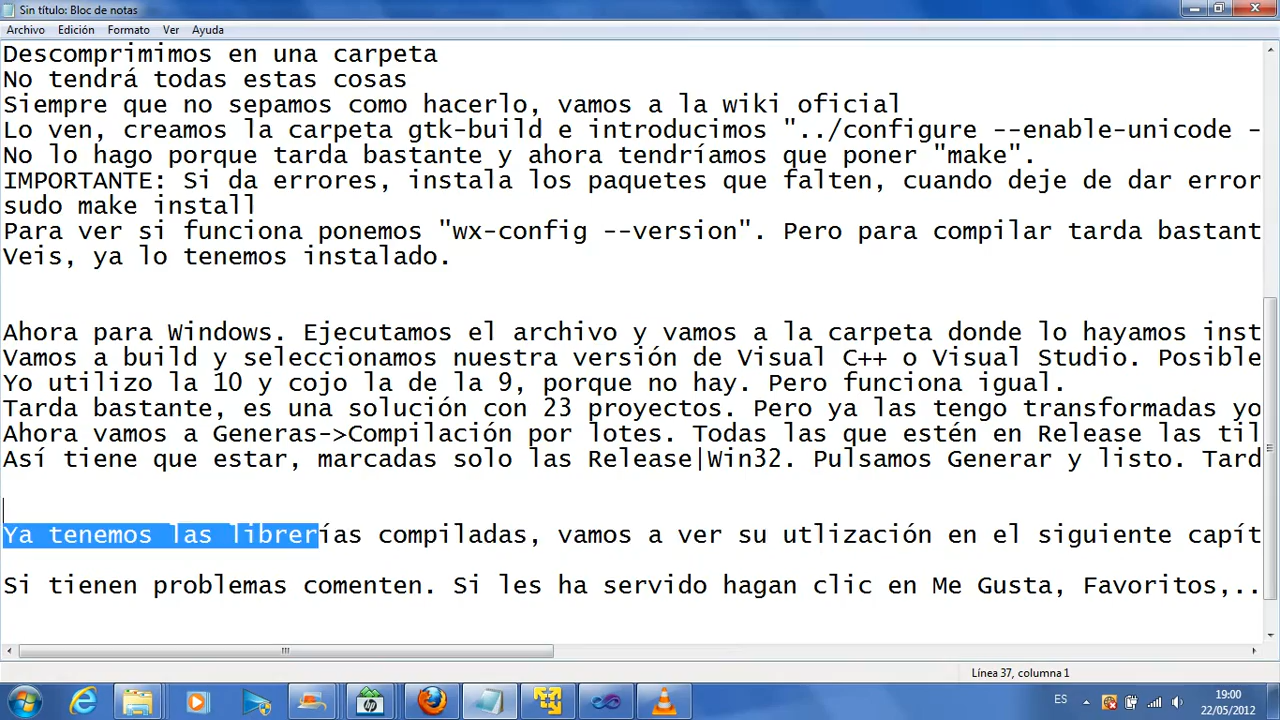 Sin título: Bloc de notas
Archivo Edición Formato Ver Ayuda
Descomprimimos en una carpeta
No tendrá todas estas cosas
Siempre que no sepamos como hacerlo, vamos a la wiki oficial
Lo ven, creamos la carpeta gtk-build e introducimos "../configure --enable-unicode -
No lo hago porque tarda bastante y ahora tendríamos que poner "make".
IMPORTANTE: Si da errores, instala los paquetes que falten, cuando deje de dar error
sudo make install
Para ver si funciona ponemos "wx-config --version". Pero para compilar tarda bastant
Veis, ya lo tenemos instalado.
Ahora para Windows. Ejecutamos el archivo y vamos a la carpeta donde lo hayamos inst
Vamos a build y seleccionamos nuestra versión de Visual C++ o Visual Studio. Posible
Yo utilizo la 10 y cojo la de la 9, porque no hay. Pero funciona igual.
Tarda bastante, es una solución con 23 proyectos. Pero ya las tengo transformadas yo
Ahora vamos a Generas->Compilación por lotes. Todas las que estén en Release las til
Así tiene que estar, marcadas solo las Release|Win32. Pulsamos Generar y listo. Tard
Ya tenemos las librerías compiladas, vamos a ver su utlización en el siguiente capít
Si tienen problemas comenten. Si les ha servido hagan clic en Me Gusta, Favoritos,..
Línea 37, columna 1
ES
19:00
22/05/2012